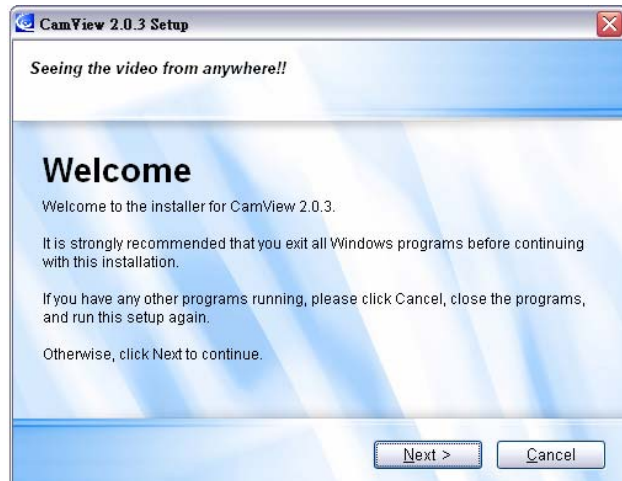 CamView 2.0.3 Setup
Seeing the video from anywhere!!
Welcome
Welcome to the installer for CamView 2.0.3.
It is strongly recommended that you exit all Windows programs before continuing
with this installation.
If you have any other programs running, please click Cancel, close the programs,
and run this setup again.
Otherwise, click Next to continue.
Next >
Cancel